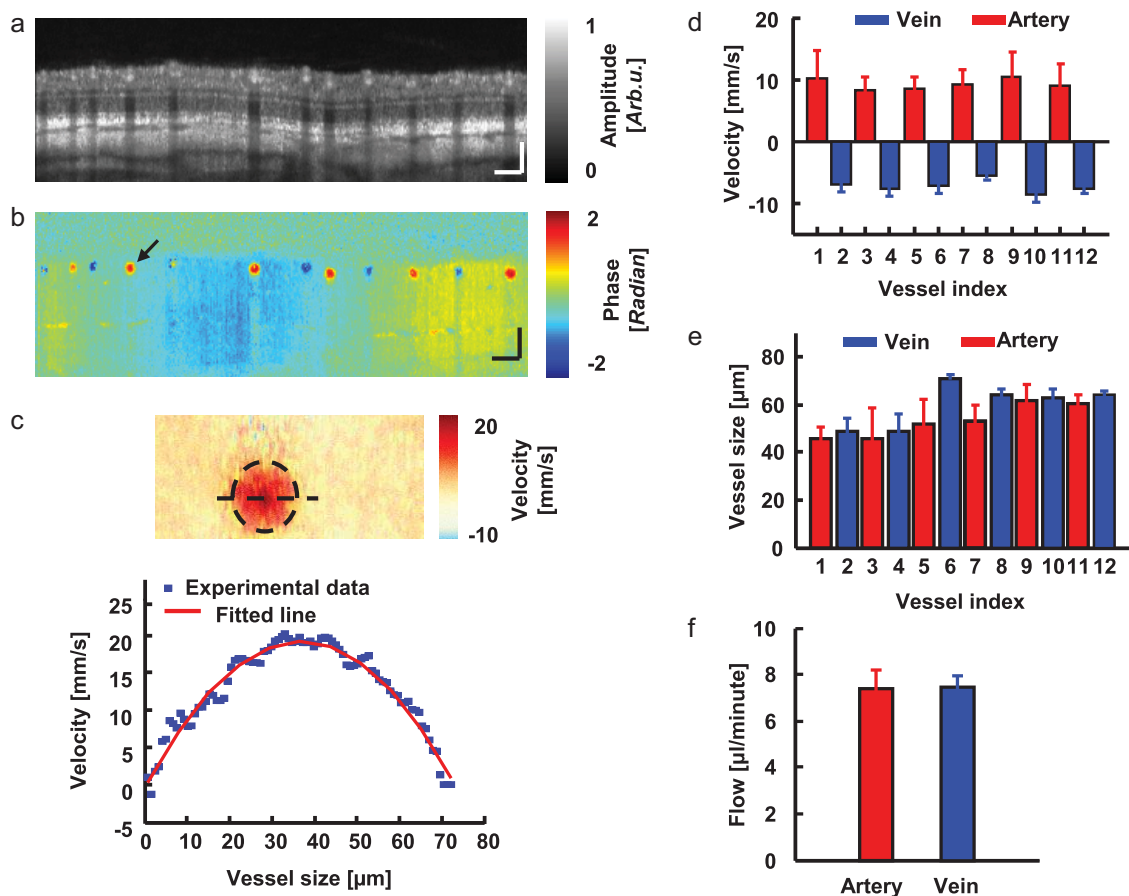 a
1
0
Amplitude
[Arb.u.]
b
2
-2
Phase
[Radian]
c
20
-10
Velocity
[mm/s]
Experimental data
Fitted line
25
20
15
10
5
0
-5
Velocity [mm/s]
0 10 20 30 40 50 60 70 80
Vessel size [µm]
d
Vein Artery
20
10
0
-10
Velocity [mm/s]
1 2 3 4 5 6 7 8 9 10 11 12
Vessel index
e
Vein Artery
80
60
40
20
0
Vessel size [µm]
1 2 3 4 5 6 7 8 9 10 11 12
Vessel index
f
10
8
6
4
2
0
Flow [µl/minute]
Artery Vein